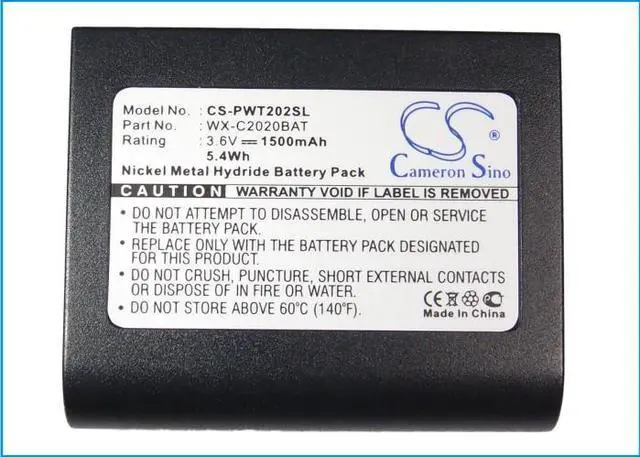 Model No.: CS-PWT202SL
Part No.: WX-C2020BAT
Rating : 3.6V 1500mAh
5.4Wh
Nickel Metal Hydride Battery Pack
CS
®
Cameron Sino
CAUTION WARRANTY VOID IF LABEL IS REMOVED
• DO NOT ATTEMPT TO DISASSEMBLE, OPEN OR SERVICE
THE BATTERY PACK.
• REPLACE ONLY WITH THE BATTERY PACK SPECIFIED
FOR THIS PRODUCT.
• DO NOT CRUSH, PUNCTURE, SHORT EXTERNAL CONTACTS
OR DISPOSE OF IN FIRE OR WATER.
• DO NOT STORE ABOVE 60°C (140°F).
CE
Made In China